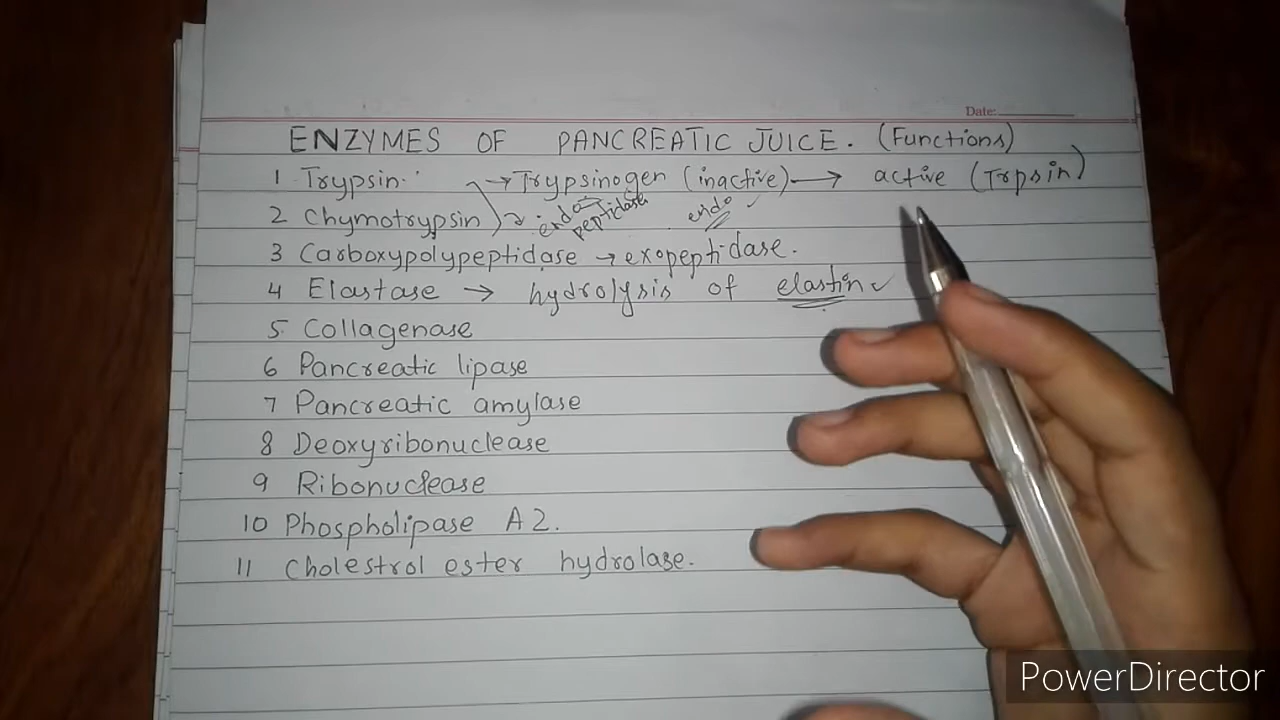 Date:
ENZYMES OF PANCREATIC JUICE. (Functions)
1 Trypsin. → Trypsinogen (inactive) → active (Trpsin)
2 Chymotrypsin endo peptidase endo ✓
3 Carboxypolypeptidase → exopeptidase.
4 Elastase → hydrolysis of elastin ✓
5. Collagenase
6 Pancreatic lipase
7 Pancreatic amylase
8 Deoxyribonuclease
9 Ribonuclease
10 Phospholipase A2.
11 Cholestrol ester hydrolase.
PowerDirector